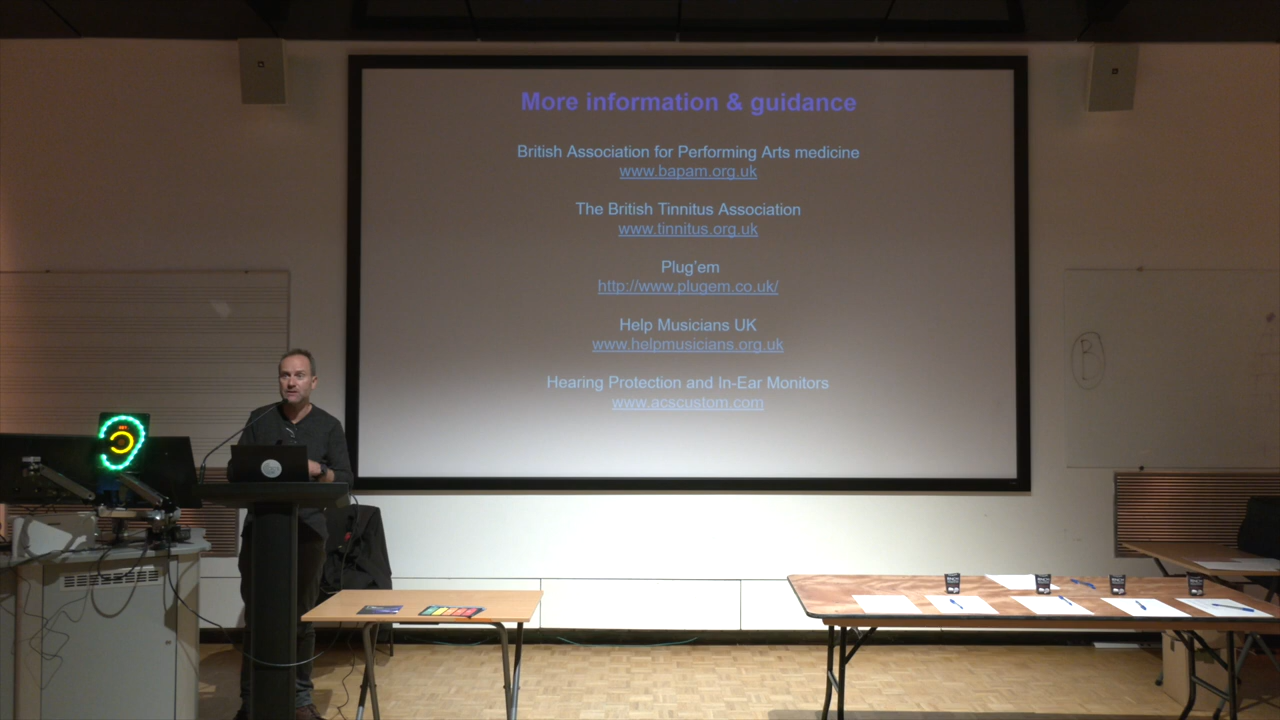 More information & guidance
British Association for Performing Arts medicine
www.bapam.org.uk
The British Tinnitus Association
www.tinnitus.org.uk
Plug'em
http://www.plugem.co.uk/
Help Musicians UK
www.helpmusicians.org.uk
Hearing Protection and In-Ear Monitors
www.acscustom.com
B